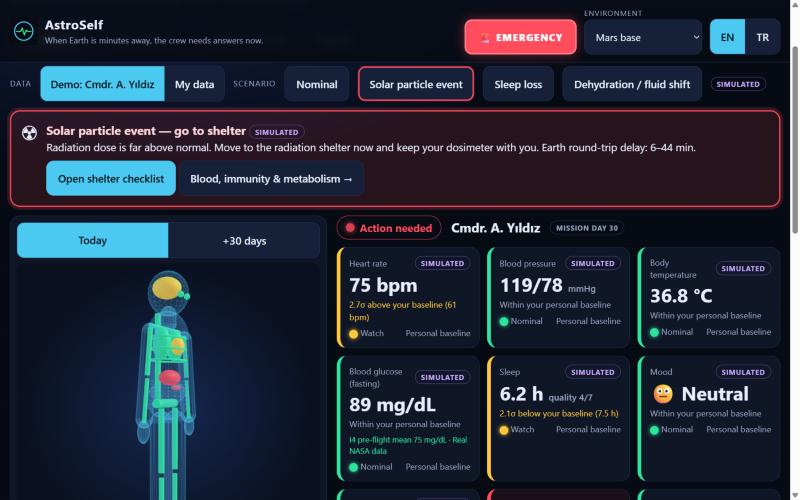 AstroSelf
When Earth is minutes away, the crew needs answers now.
EMERGENCY
ENVIRONMENT
Mars base
EN
TR
DATA
Demo: Cmdr. A. Yıldız
My data
SCENARIO
Nominal
Solar particle event
Sleep loss
Dehydration / fluid shift
SIMULATED
Solar particle event — go to shelter SIMULATED
Radiation dose is far above normal. Move to the radiation shelter now and keep your dosimeter with you. Earth round-trip delay: 6–44 min.
Open shelter checklist
Blood, immunity & metabolism →
Today
+30 days
Action needed
Cmdr. A. Yıldız
MISSION DAY 30
Heart rate
SIMULATED
75 bpm
2.7σ above your baseline (61
bpm)
Watch
Personal baseline
Blood pressure
SIMULATED
119/78 mmHg
Within your personal baseline
Nominal
Personal baseline
Body
temperature
SIMULATED
36.8 °C
Within your personal baseline
Nominal
Personal baseline
Blood glucose
(fasting)
SIMULATED
89 mg/dL
Within your personal baseline
I4 pre-flight mean 75 mg/dL · Real
NASA data
Nominal
Personal baseline
Sleep
SIMULATED
6.2 h quality 4/7
2.1σ below your baseline (7.5 h)
Watch
Personal baseline
Mood
SIMULATED
Neutral
Within your personal baseline
Nominal
Personal baseline